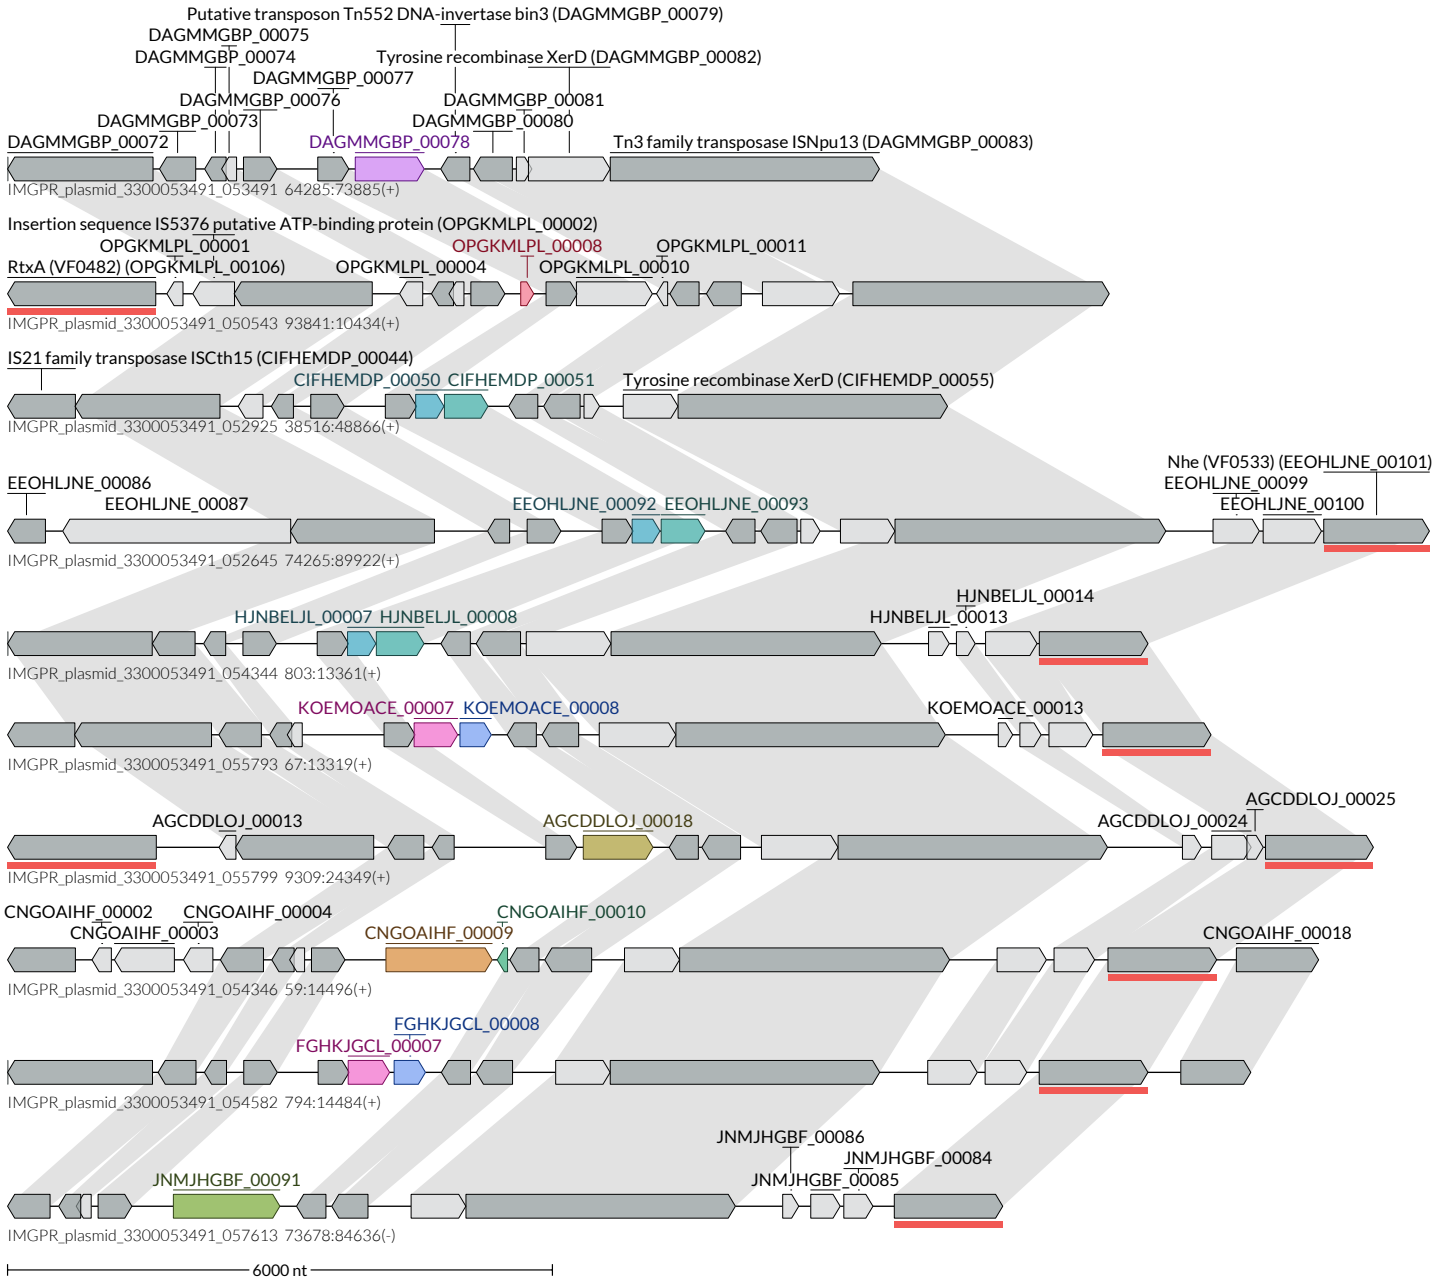 Putative transposon Tn552 DNA-invertase bin3 (DAGMMGBP_00079)
DAGMMGBP_00075
DAGMMGBP_00074 Tyrosine recombinase XerD (DAGMMGBP_00082)
DAGMMGBP_00077
DAGMMGBP_00076 DAGMMGBP_00081
DAGMMGBP_00073 DAGMMGBP_00080
DAGMMGBP_00072 DAGMMGBP_00078 Tn3 family transposase ISNpu13 (DAGMMGBP_00083)
IMGPR_plasmid_3300053491_053491 64285:73885(+)
Insertion sequence IS5376 putative ATP-binding protein (OPGKMLPL_00002)
OPGKMLPL_00001 OPGKMLPL_00008 OPGKMLPL_00011
RtxA (VF0482) (OPGKMLPL_00106) OPGKMLPL_00004 OPGKMLPL_00010
IMGPR_plasmid_3300053491_050543 93841:10434(+)
IS21 family transposase ISCth15 (CIFHEMDP_00044)
CIFHEMDP_00050 CIFHEMDP_00051 Tyrosine recombinase XerD (CIFHEMDP_00055)
IMGPR_plasmid_3300053491_052925 38516:48866(+)
Nhe (VF0533) (EEOHLJNE_00101)
EEOHLJNE_00086 EEOHLJNE_00099
EEOHLJNE_00087 EEOHLJNE_00092 EEOHLJNE_00093 EEOHLJNE_00100
IMGPR_plasmid_3300053491_052645 74265:89922(+)
HJNBELJL_00014
HJNBELJL_00007 HJNBELJL_00008 HJNBELJL_00013
IMGPR_plasmid_3300053491_054344 803:13361(+)
KOEMOACE_00007 KOEMOACE_00008 KOEMOACE_00013
IMGPR_plasmid_3300053491_055793 67:13319(+)
AGCDDLOJ_00025
AGCDDLOJ_00013 AGCDDLOJ_00018 AGCDDLOJ_00024
IMGPR_plasmid_3300053491_055799 9309:24349(+)
CNGOAIHF_00002 CNGOAIHF_00004 CNGOAIHF_00010
CNGOAIHF_00003 CNGOAIHF_00009 CNGOAIHF_00018
IMGPR_plasmid_3300053491_054346 59:14496(+)
FGHKJGCL_00008
FGHKJGCL_00007
IMGPR_plasmid_3300053491_054582 794:14484(+)
JNMJHGBF_00086
JNMJHGBF_00084
JNMJHGBF_00091 JNMJHGBF_00085
IMGPR_plasmid_3300053491_057613 73678:84636(-)
6000 nt